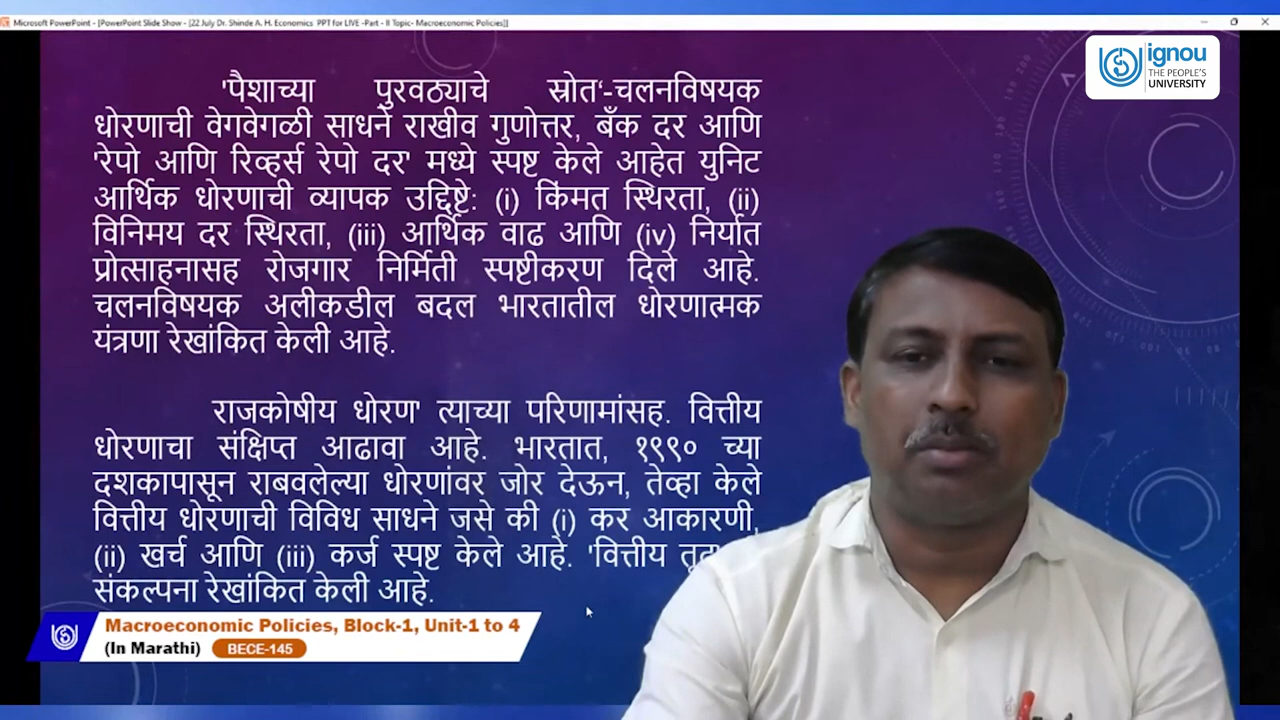 Microsoft PowerPoint - [PowerPoint Slide Show - [22 July Dr. Shinde A. H. Economics PPT for LIVE -Part - II Topic- Macroeconomic Policies]]
ignou
THE PEOPLE'S
UNIVERSITY
'पैशाच्या पुरवठ्याचे स्रोत'-चलनविषयक
धोरणाची वेगवेगळी साधने राखीव गुणोत्तर, बँक दर आणि
'रेपो आणि रिव्हर्स रेपो दर' मध्ये स्पष्ट केले आहेत युनिट
आर्थिक धोरणाची व्यापक उद्दिष्टे: (i) किंमत स्थिरता, (ii)
विनिमय दर स्थिरता, (iii) आर्थिक वाढ आणि (iv) निर्यात
प्रोत्साहनासह रोजगार निर्मिती स्पष्टीकरण दिले आहे.
चलनविषयक अलीकडील बदल भारतातील धोरणात्मक
यंत्रणा रेखांकित केली आहे.
राजकोषीय धोरण' त्याच्या परिणामांसह. वित्तीय
धोरणाचा संक्षिप्त आढावा आहे. भारतात, १९९० च्या
दशकापासून राबवलेल्या धोरणांवर जोर देऊन, तेव्हा केले
वित्तीय धोरणाची विविध साधने जसे की (i) कर आकारणी,
(ii) खर्च आणि (iii) कर्ज स्पष्ट केले आहे. 'वित्तीय
संकल्पना रेखांकित केली आहे.
Macroeconomic Policies, Block-1, Unit-1 to 4
(In Marathi) BECE-145